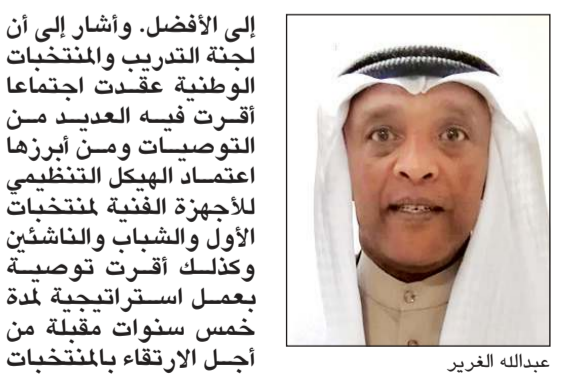 إلى الأفضل. وأشار إلى أن
لجنة التدريب والمنتخبات
الوطنية عقدت اجتماعا
أقرت فيه العديد من
التوصيات ومن أبرزها
اعتماد الهيكل التنظيمي
للأجهزة الفنية لمنتخبات
الأول والشباب والناشئين
وكذلك أقرت توصية
بعمل استراتيجية لمدة
خمس سنوات مقبلة من
أجل الارتقاء بالمنتخبات
عبدالله الغرير